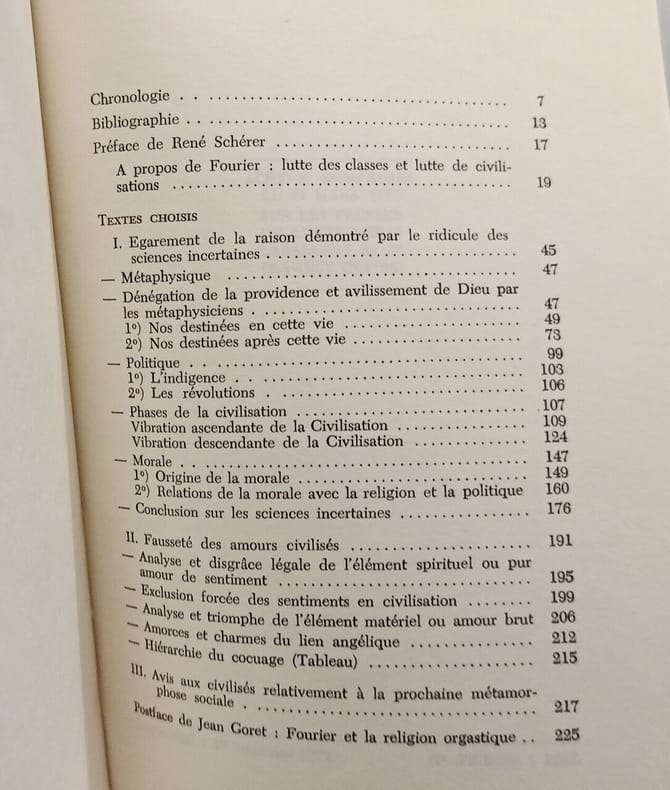 Chronologie . . ........................................ 7
Bibliographie . . ....................................... 13
Préface de René Schérer ................................ 17
A propos de Fourier : lutte des classes et lutte de civili-
sations ............................................. 19
TEXTES CHOISIS
I. Egarement de la raison démontré par le ridicule des
sciences incertaines ................................. 45
— Métaphysique ..................................... 47
— Dénégation de la providence et avilissement de Dieu par
les métaphysiciens .................................. 47
1º) Nos destinées en cette vie ........................ 49
2º) Nos destinées après cette vie ..................... 73
— Politique . . ......................................... 99
1º) L'indigence . . .................................... 103
2º) Les révolutions . ................................. 106
— Phases de la civilisation .............................. 107
Vibration ascendante de la Civilisation ................ 109
Vibration descendante de la Civilisation .............. 124
— Morale . . ........................................... 147
1º) Origine de la morale ............................. 149
2º) Relations de la morale avec la religion et la politique 160
— Conclusion sur les sciences incertaines ................ 176
II. Fausseté des amours civilisés ....................... 191
— Analyse et disgrâce légale de l'élément spirituel ou pur
amour de sentiment ................................. 195
— Exclusion forcée des sentiments en civilisation ........ 199
— Analyse et triomphe de l'élément matériel ou amour brut 206
— Amorces et charmes du lien angélique ............... 212
— Hiérarchie du cocuage (Tableau) ..................... 215
III. Avis aux civilisés relativement à la prochaine métamor-
phose sociale . ...................................... 217
Postface de Jean Goret : Fourier et la religion orgastique .. 225